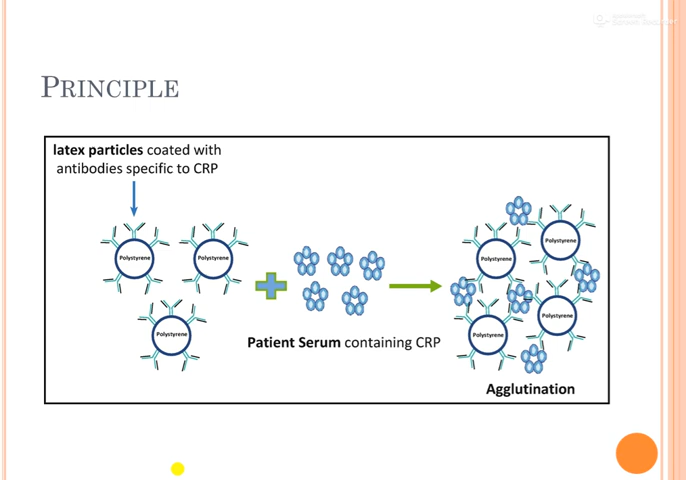 PRINCIPLE
latex particles coated with
antibodies specific to CRP
Polystyrene
Polystyrene
Polystyrene
Patient Serum containing CRP
Polystyrene
Polystyrene
Polystyrene
Polystyrene
Agglutination